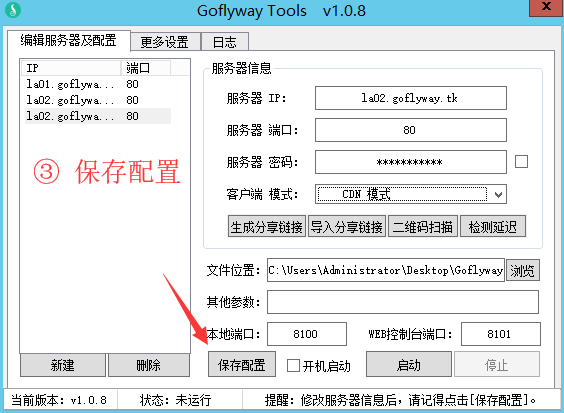 Goflyway Tools v1.0.8
编辑服务器及配置 更多设置 日志
IP 端口
la01.goflywa... 80
la02.goflywa... 80
la02.goflywa... 80
③ 保存配置
新建 删除
服务器信息
服务器 IP: la02.goflyway.tk
服务器 端口: 80
服务器 密码: ***********
客户端 模式: CDN 模式
生成分享链接 导入分享链接 二维码扫描 检测延迟
文件位置: C:\Users\Administrator\Desktop\Goflyway 浏览
其他参数:
本地端口: 8100 WEB控制台端口: 8101
保存配置 开机启动 启动 停止
当前版本: v1.0.8 状态: 未运行 提醒: 修改服务器信息后, 请记得点击[保存配置]。